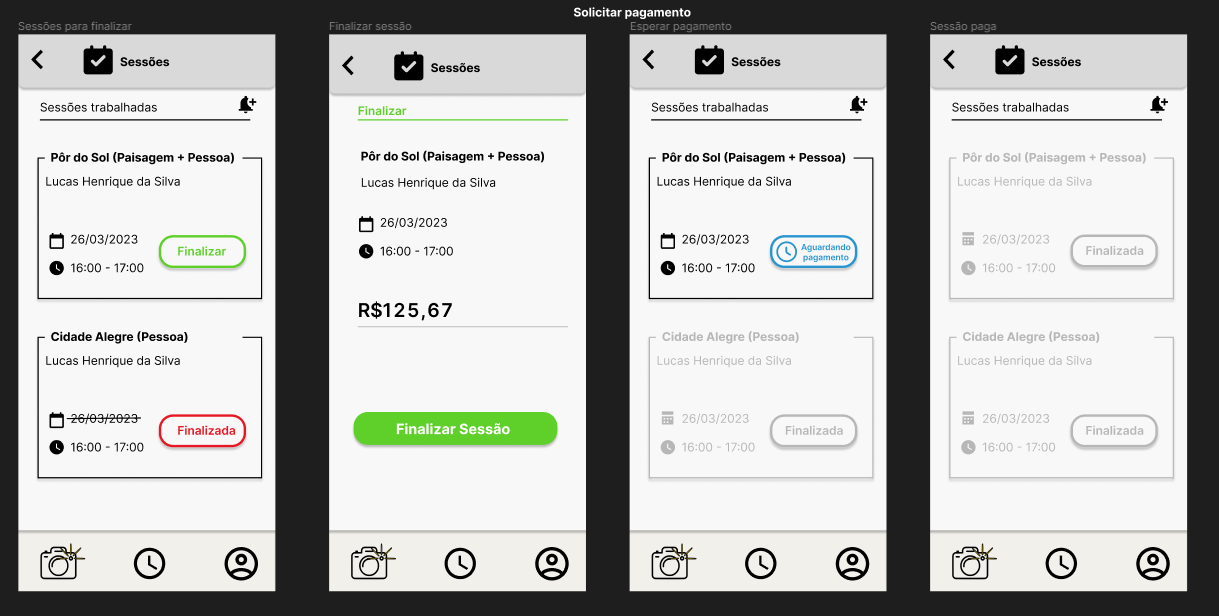 Solicitar pagamento
Sessões para finalizar
Sessões
Sessões trabalhadas
Pôr do Sol (Paisagem + Pessoa)
Lucas Henrique da Silva
26/03/2023
16:00 - 17:00
Finalizar
Cidade Alegre (Pessoa)
Lucas Henrique da Silva
26/03/2023
16:00 - 17:00
Finalizada
Finalizar sessão
Sessões
Finalizar
Pôr do Sol (Paisagem + Pessoa)
Lucas Henrique da Silva
26/03/2023
16:00 - 17:00
R$125,67
Finalizar Sessão
Esperar pagamento
Sessões
Sessões trabalhadas
Pôr do Sol (Paisagem + Pessoa)
Lucas Henrique da Silva
26/03/2023
16:00 - 17:00
Aguardando
pagamento
Cidade Alegre (Pessoa)
Lucas Henrique da Silva
26/03/2023
16:00 - 17:00
Finalizada
Sessão paga
Sessões
Sessões trabalhadas
Pôr do Sol (Paisagem + Pessoa)
Lucas Henrique da Silva
26/03/2023
16:00 - 17:00
Finalizada
Cidade Alegre (Pessoa)
Lucas Henrique da Silva
26/03/2023
16:00 - 17:00
Finalizada